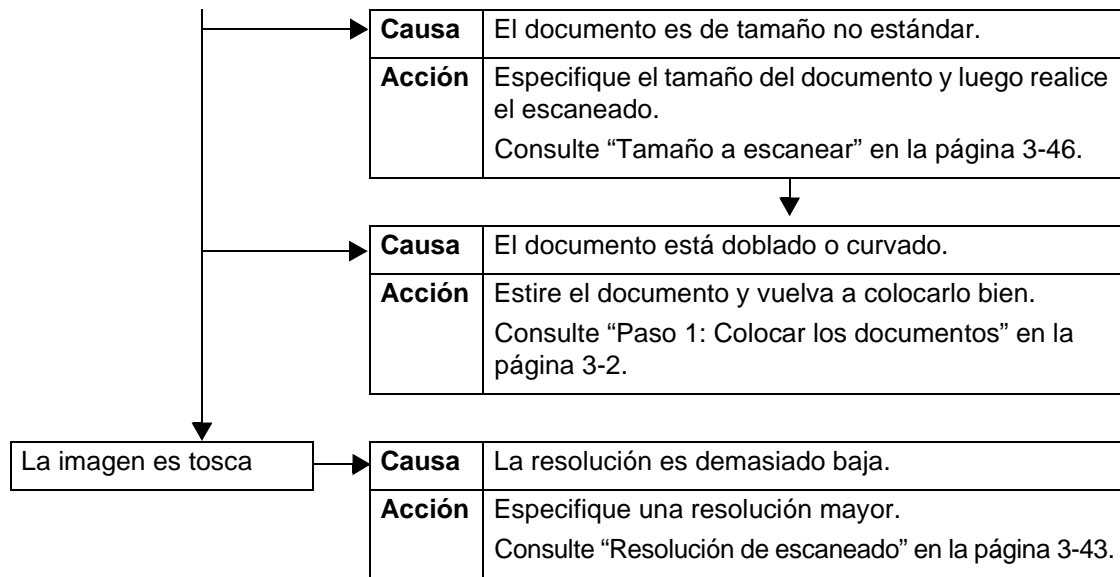 Causa El documento es de tamaño no estándar.
Acción Especifique el tamaño del documento y luego realice
el escaneado.
Consulte “Tamaño a escanear” en la página 3-46.
Causa El documento está doblado o curvado.
Acción Estire el documento y vuelva a colocarlo bien.
Consulte “Paso 1: Colocar los documentos” en la
página 3-2.
La imagen es tosca Causa La resolución es demasiado baja.
Acción Especifique una resolución mayor.
Consulte “Resolución de escaneado” en la página 3-43.